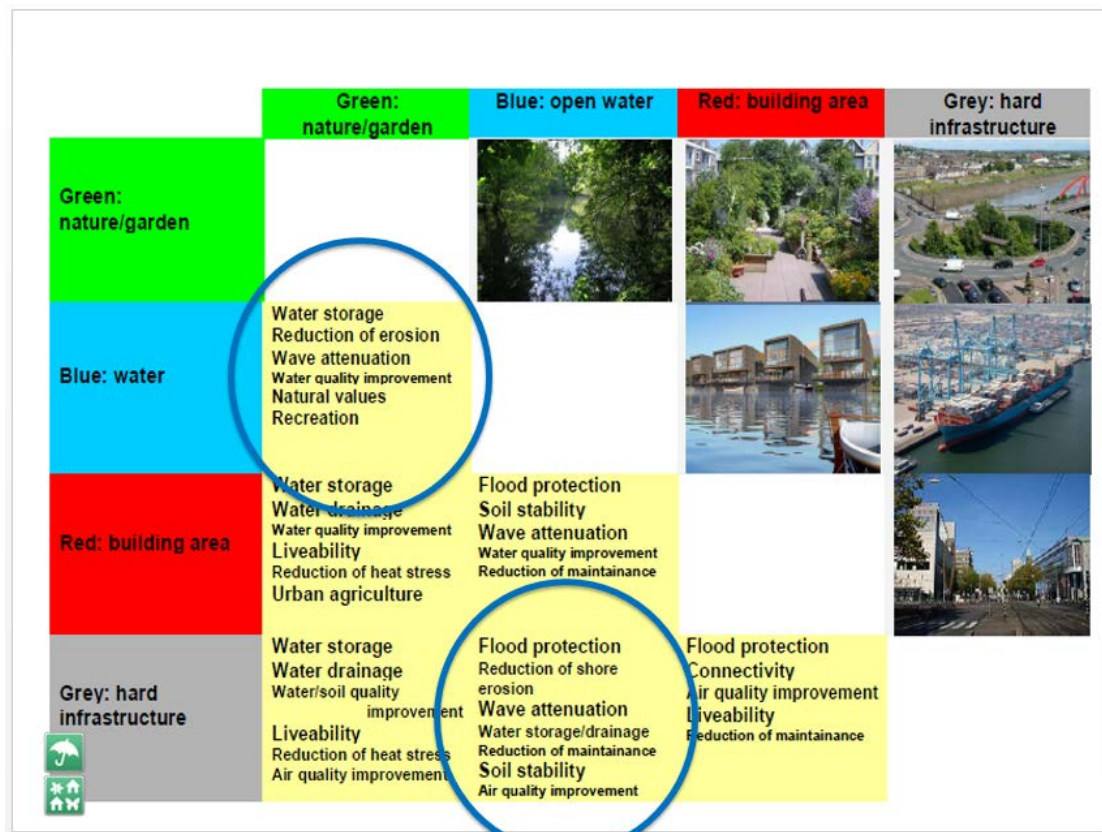 Green:
nature/garden
Blue: open water
Red: building area
Grey: hard
infrastructure
Green:
nature/garden
Blue: water
Water storage
Reduction of erosion
Wave attenuation
Water quality improvement
Natural values
Recreation
Red: building area
Water storage
Water drainage
Water quality improvement
Liveability
Reduction of heat stress
Urban agriculture
Flood protection
Soil stability
Wave attenuation
Water quality improvement
Reduction of maintainance
Grey: hard
infrastructure
Water storage
Water drainage
Water/soil quality
improvement
Liveability
Reduction of heat stress
Air quality improvement
Flood protection
Reduction of shore
erosion
Wave attenuation
Water storage/drainage
Reduction of maintainance
Soil stability
Air quality improvement
Flood protection
Connectivity
Air quality improvement
Liveability
Reduction of maintainance